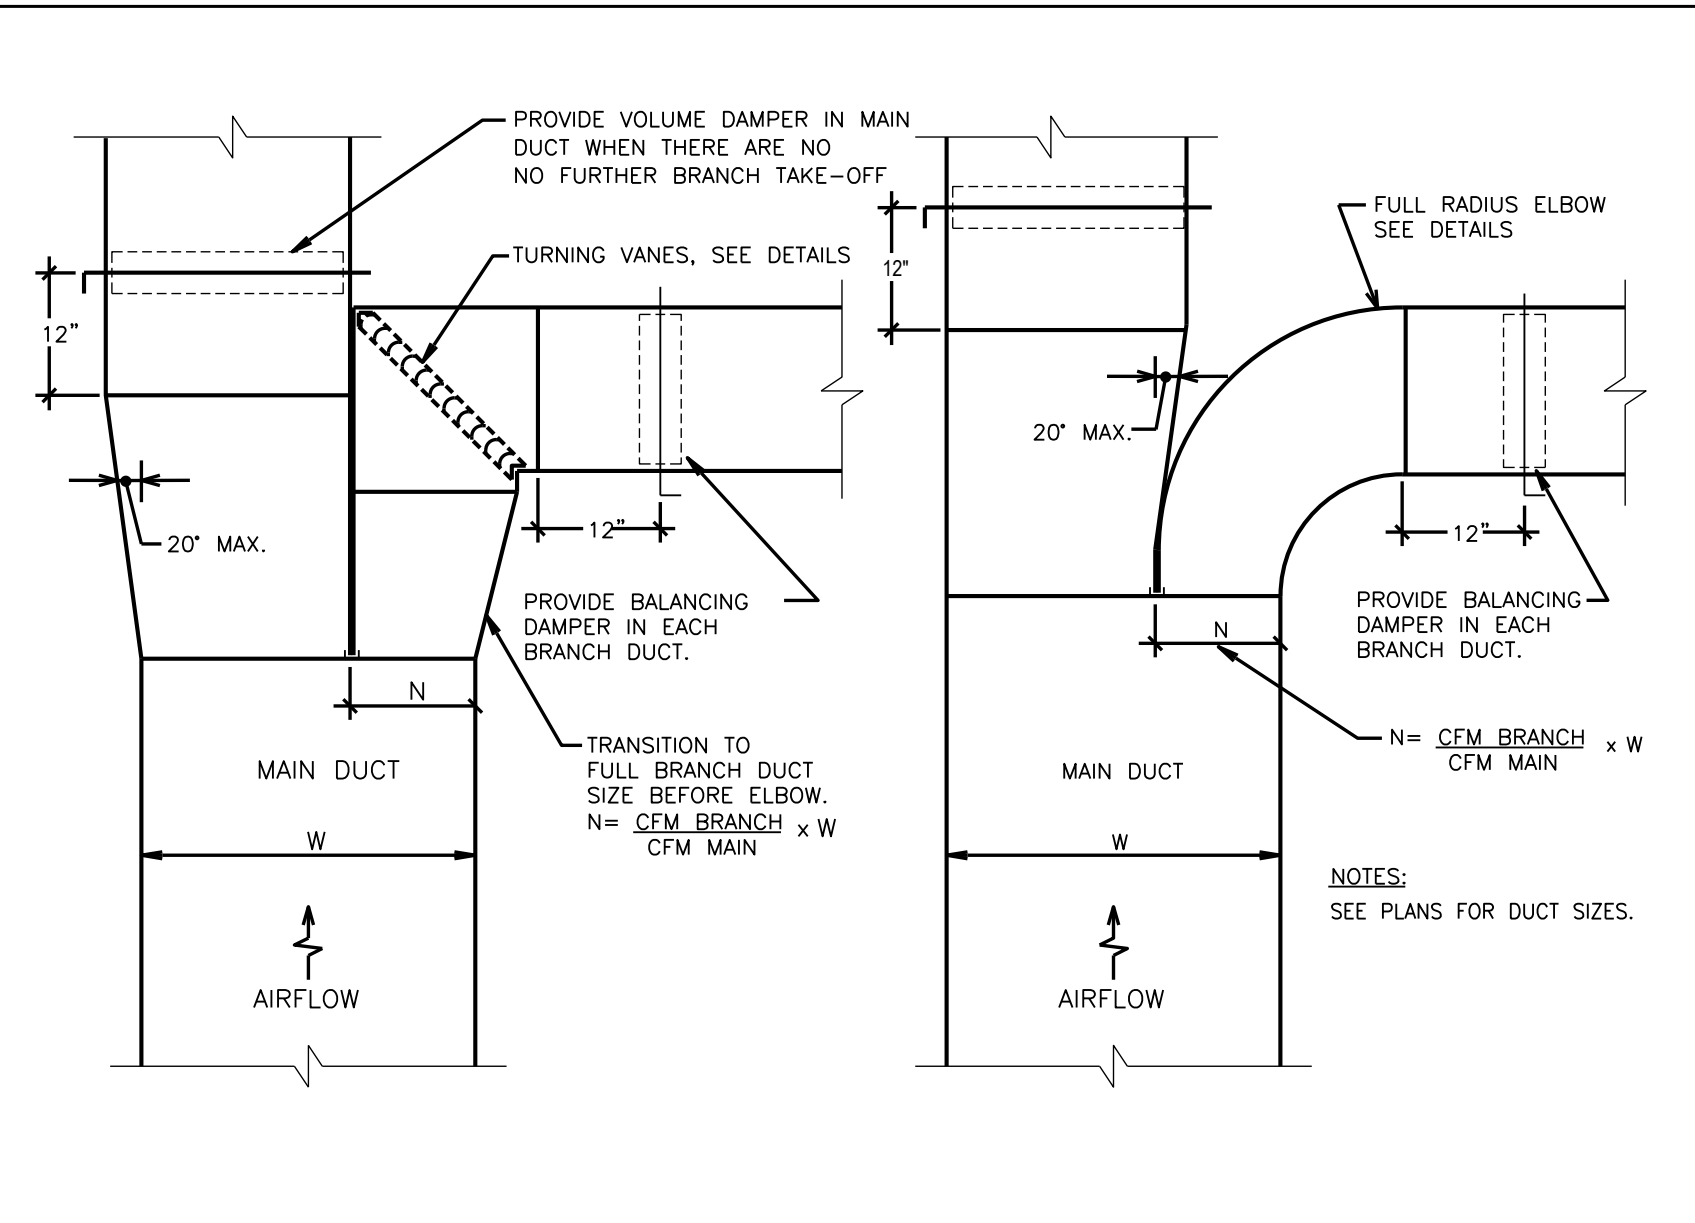 PROVIDE VOLUME DAMPER IN MAIN
DUCT WHEN THERE ARE NO
NO FURTHER BRANCH TAKE-OFF
TURNING VANES, SEE DETAILS
12"
20° MAX.
12"
PROVIDE BALANCING
DAMPER IN EACH
BRANCH DUCT.
N
TRANSITION TO
FULL BRANCH DUCT
SIZE BEFORE ELBOW.
N= CFM BRANCH x W
CFM MAIN
MAIN DUCT
W
AIRFLOW
FULL RADIUS ELBOW
SEE DETAILS
12"
20° MAX.
12"
PROVIDE BALANCING
DAMPER IN EACH
BRANCH DUCT.
N
N= CFM BRANCH x W
CFM MAIN
MAIN DUCT
W
AIRFLOW
NOTES:
SEE PLANS FOR DUCT SIZES.